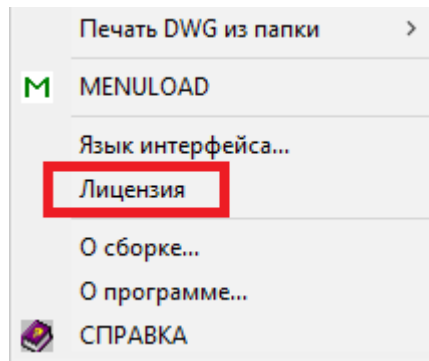 Печать DWG из папки
MENULOAD
Язык интерфейса...
Лицензия
О сборке...
О программе...
СПРАВКА